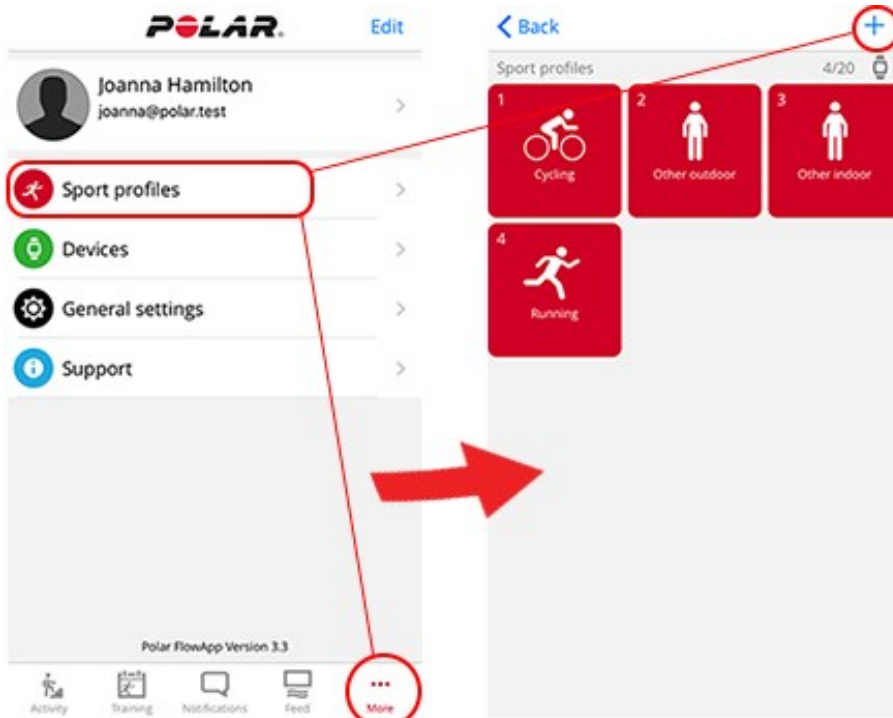 POLAR.
Edit
Joanna Hamilton
joanna@polar.test
Sport profiles
Devices
General settings
Support
Polar FlowApp Version 3.3
Activity
Training
Notifications
Feed
More
Back
+
Sport profiles
4/20
1
Cycling
2
Other outdoor
3
Other indoor
4
Running